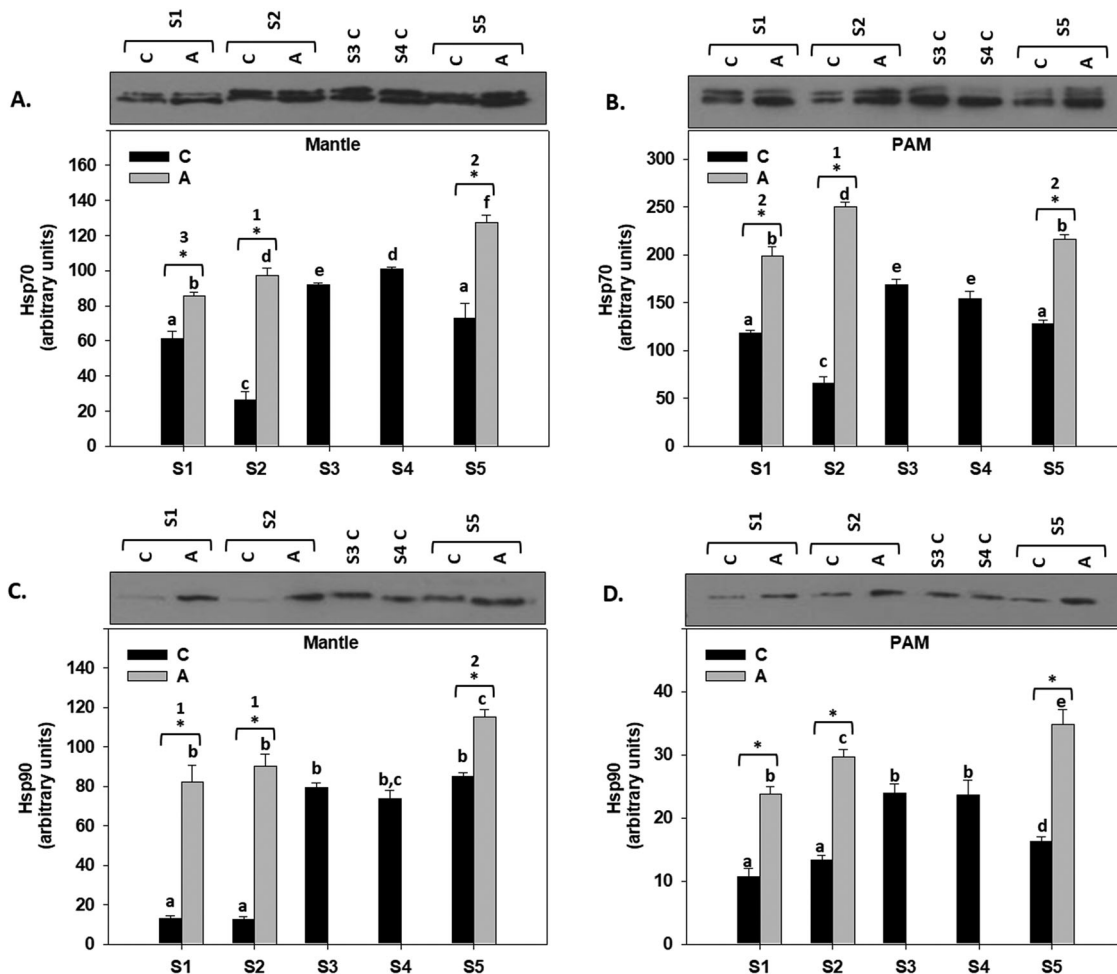 S1 S2 S3 C S4 C S5
C A C A C A
A.
Mantle
C
A
Hsp70
(arbitrary units)
160
140
120
100
80
60
40
20
0
3 1 2
* * *
a b c d e d a f
S1 S2 S3 S4 S5
S1 S2 S3 C S4 C S5
C A C A C A
B.
PAM
C
A
Hsp70
(arbitrary units)
300
250
200
150
100
50
0
2 1 2
* * *
a b c d e e a b
S1 S2 S3 S4 S5
S1 S2 S3 C S4 C S5
C A C A C A
C.
Mantle
C
A
Hsp90
(arbitrary units)
140
120
100
80
60
40
20
0
1 1 2
* * *
a b a b b b,c b c
S1 S2 S3 S4 S5
S1 S2 S3 C S4 C S5
C A C A C A
D.
PAM
C
A
Hsp90
(arbitrary units)
40
30
20
10
0
* * *
a b a c b b d e
S1 S2 S3 S4 S5